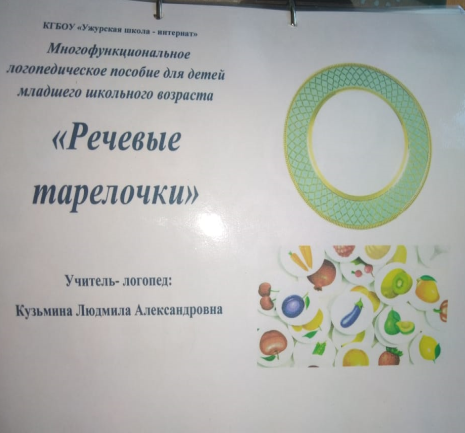 КГБОУ «Ужурская школа - интернат»
Многофункциональное
логопедическое пособие для детей
младшего школьного возраста
«Речевые
тарелочки»
Учитель- логопед:
Кузьмина Людмила Александровна